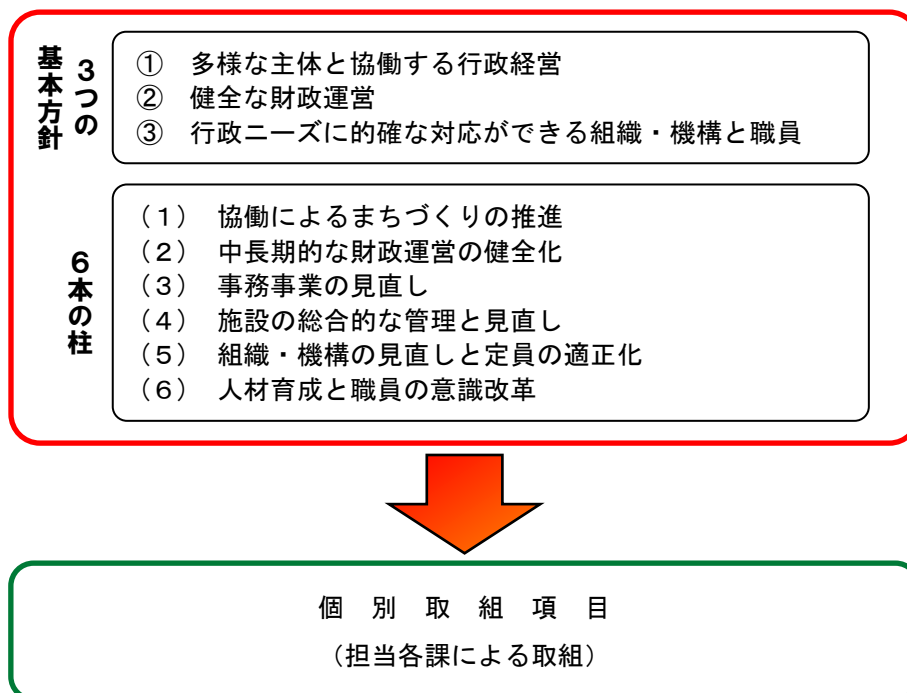 3つの
基本方針
① 多様な主体と協働する行政経営
② 健全な財政運営
③ 行政ニーズに的確な対応ができる組織・機構と職員
6本の柱
（１） 協働によるまちづくりの推進
（２） 中長期的な財政運営の健全化
（３） 事務事業の見直し
（４） 施設の総合的な管理と見直し
（５） 組織・機構の見直しと定員の適正化
（６） 人材育成と職員の意識改革
個 別 取 組 項 目
（担当各課による取組）